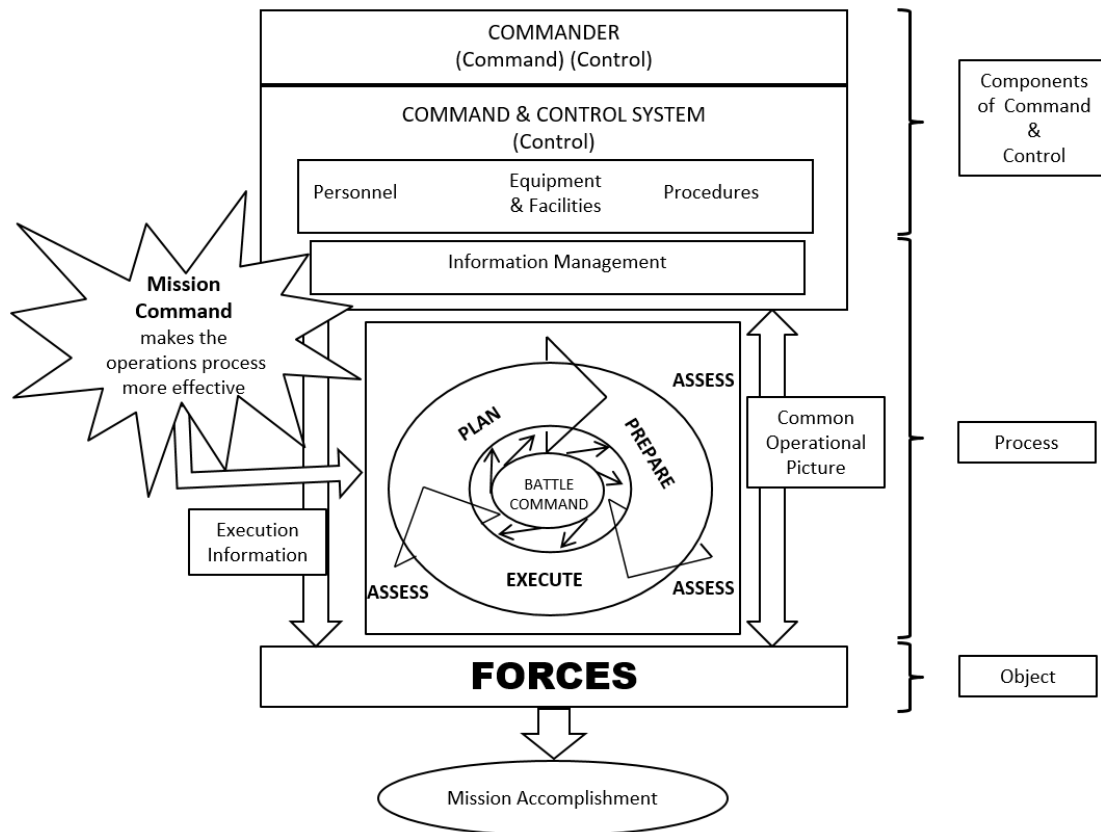 COMMANDER
(Command) (Control)
COMMAND & CONTROL SYSTEM
(Control)
Personnel
Equipment
& Facilities
Procedures
Information Management
Components
of Command
&
Control
Mission
Command
makes the
operations process
more effective
ASSESS
PLAN
PREPARE
BATTLE
COMMAND
EXECUTE
ASSESS
ASSESS
Common
Operational
Picture
Process
Execution
Information
FORCES
Object
Mission Accomplishment